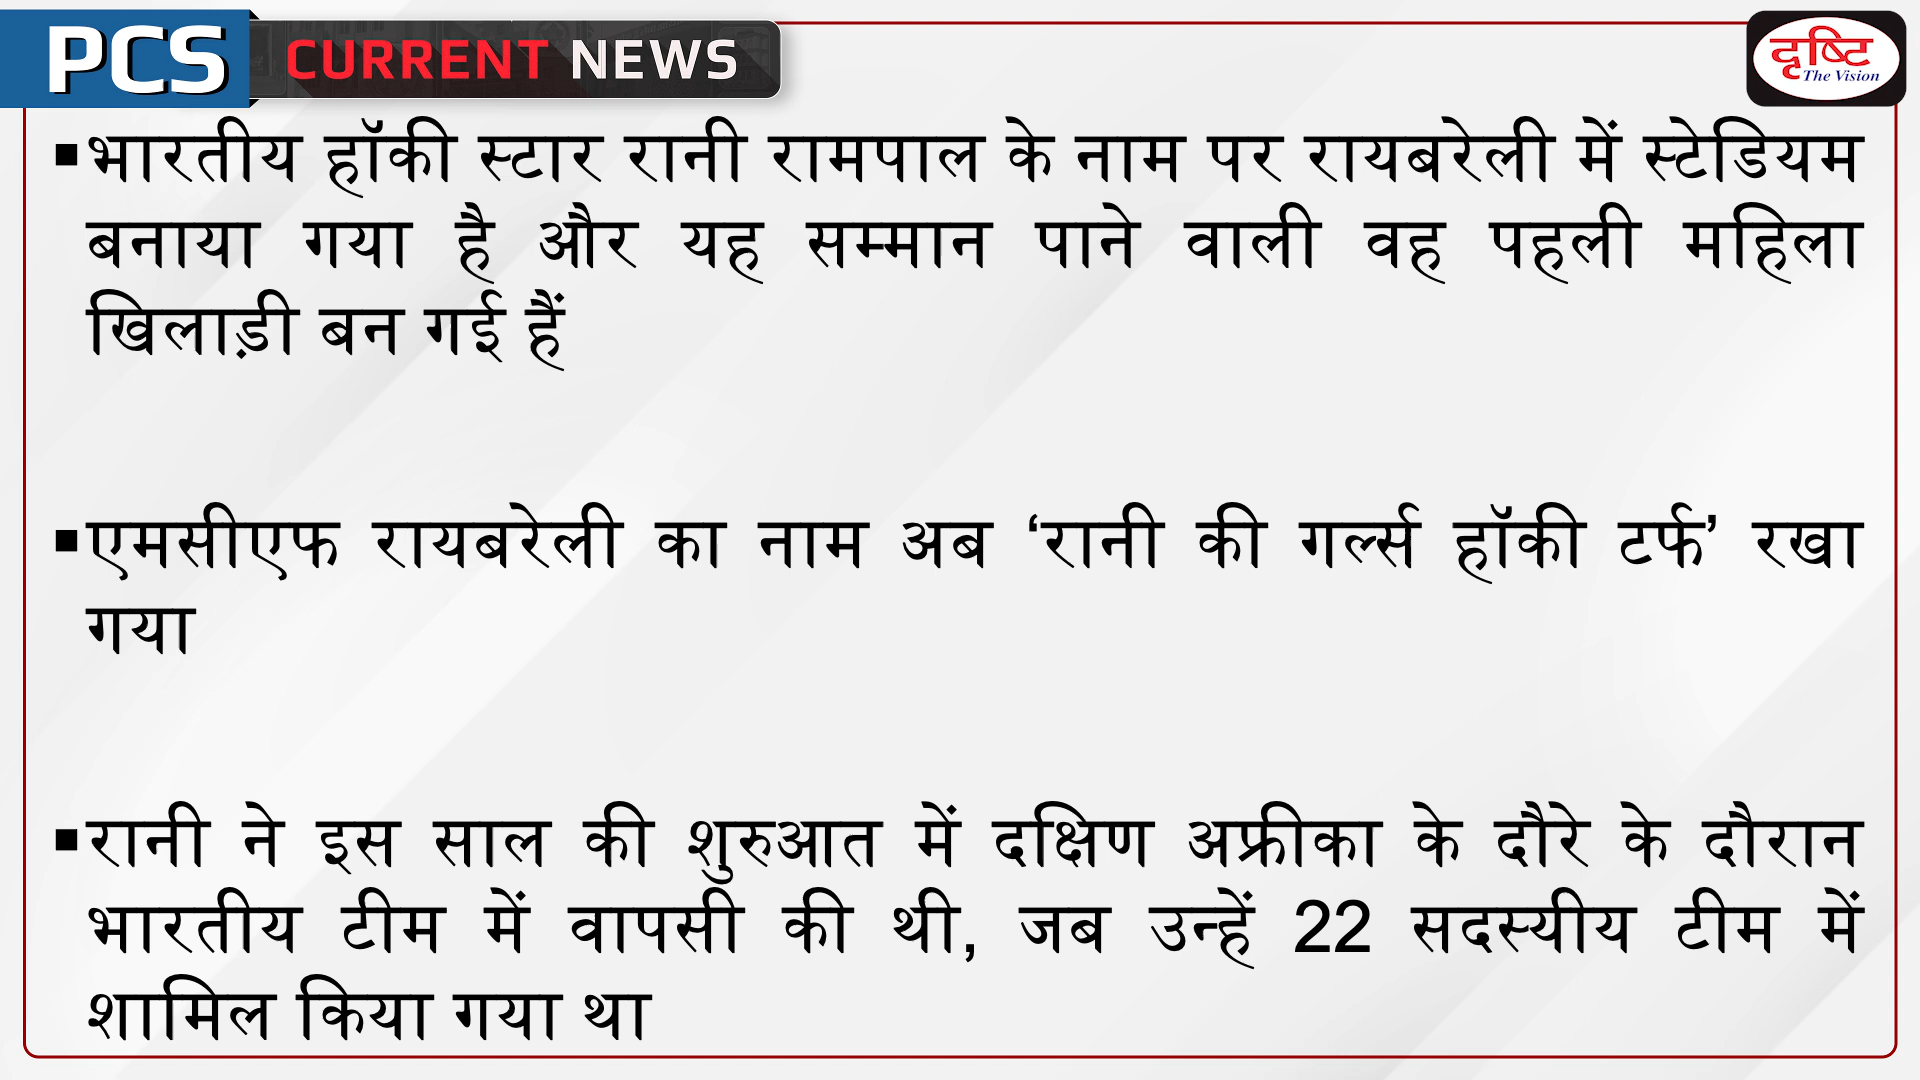 PCS CURRENT NEWS
दृष्टि
The Vision
▪भारतीय हॉकी स्टार रानी रामपाल के नाम पर रायबरेली में स्टेडियम
बनाया गया है और यह सम्मान पाने वाली वह पहली महिला
खिलाड़ी बन गई हैं
▪एमसीएफ रायबरेली का नाम अब ‘रानी की गर्ल्स हॉकी टर्फ’ रखा
गया
▪रानी ने इस साल की शुरुआत में दक्षिण अफ्रीका के दौरे के दौरान
भारतीय टीम में वापसी की थी, जब उन्हें 22 सदस्यीय टीम में
शामिल किया गया था